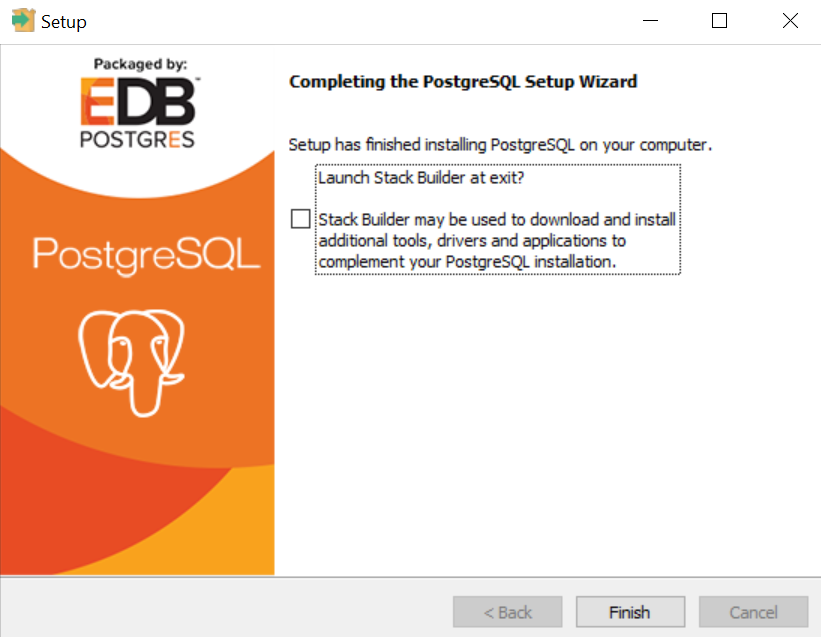 Setup
Packaged by:
EDB™
POSTGRES
PostgreSQL
Completing the PostgreSQL Setup Wizard
Setup has finished installing PostgreSQL on your computer.
Launch Stack Builder at exit?
Stack Builder may be used to download and install
additional tools, drivers and applications to
complement your PostgreSQL installation.
< Back
Finish
Cancel